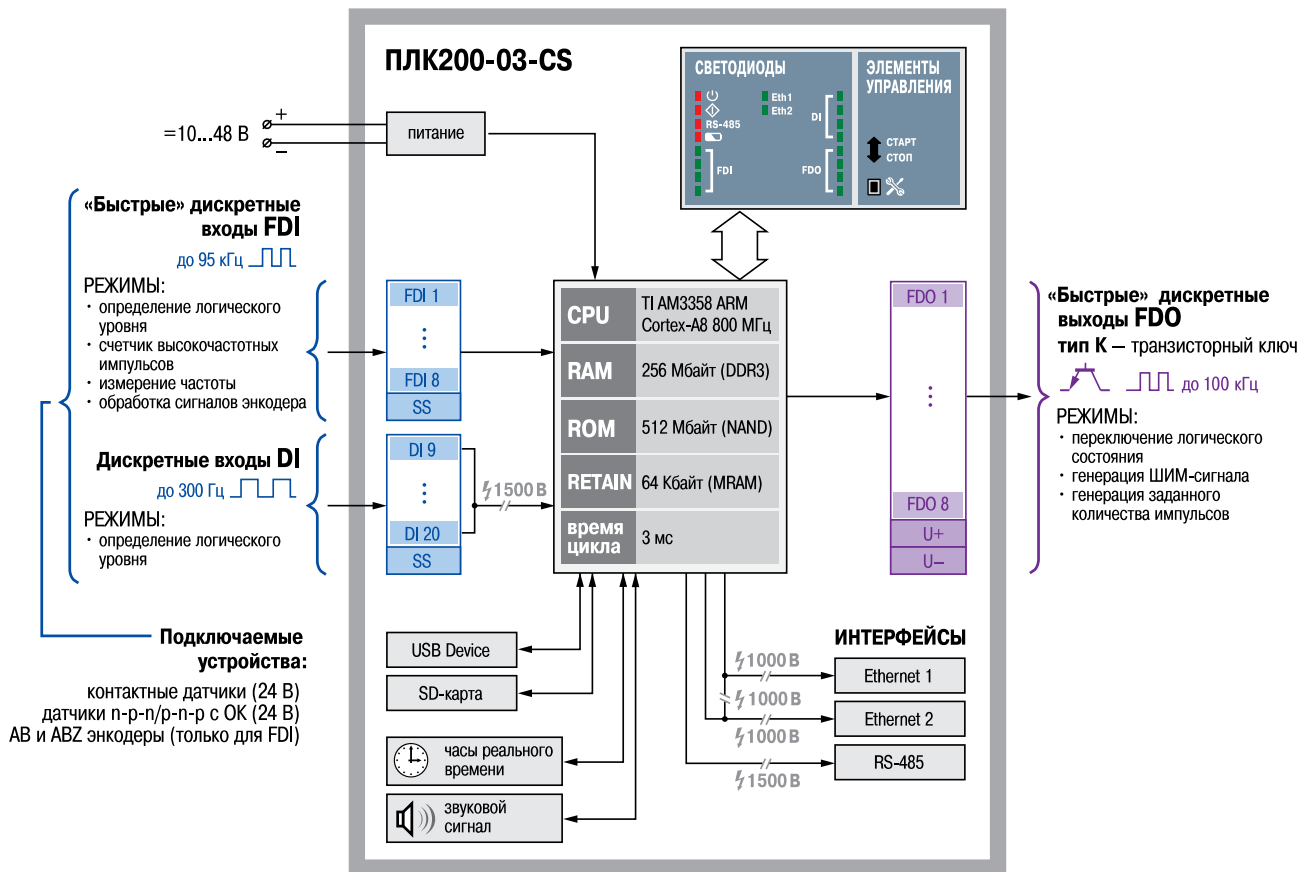 ПЛК200-03-CS
=10...48 В
+
–
питание
СВЕТОДИОДЫ
Eth1
Eth2
RS-485
FDI
DI
FDO
ЭЛЕМЕНТЫ
УПРАВЛЕНИЯ
СТАРТ
СТОП
«Быстрые» дискретные
входы FDI
до 95 кГц
РЕЖИМЫ:
· определение логического
уровня
· счетчик высокочастотных
импульсов
· измерение частоты
· обработка сигналов энкодера
Дискретные входы DI
до 300 Гц
РЕЖИМЫ:
· определение логического
уровня
Подключаемые
устройства:
контактные датчики (24 В)
датчики n-p-n/p-n-p с ОК (24 В)
АВ и ABZ энкодеры (только для FDI)
FDI 1
⋮
FDI 8
SS
DI 9
⋮
DI 20
SS
1500 В
CPU
TI AM3358 ARM
Cortex-A8 800 МГц
RAM
256 Мбайт (DDR3)
ROM
512 Мбайт (NAND)
RETAIN
64 Кбайт (MRAM)
время
цикла
3 мс
FDO 1
⋮
FDO 8
U+
U–
«Быстрые» дискретные
выходы FDO
тип К – транзисторный ключ
до 100 кГц
РЕЖИМЫ:
· переключение логического
состояния
· генерация ШИМ-сигнала
· генерация заданного
количества импульсов
USB Device
SD-карта
часы реального
времени
звуковой
сигнал
ИНТЕРФЕЙСЫ
1000 В
Ethernet 1
1000 В
Ethernet 2
1000 В
RS-485
1500 В